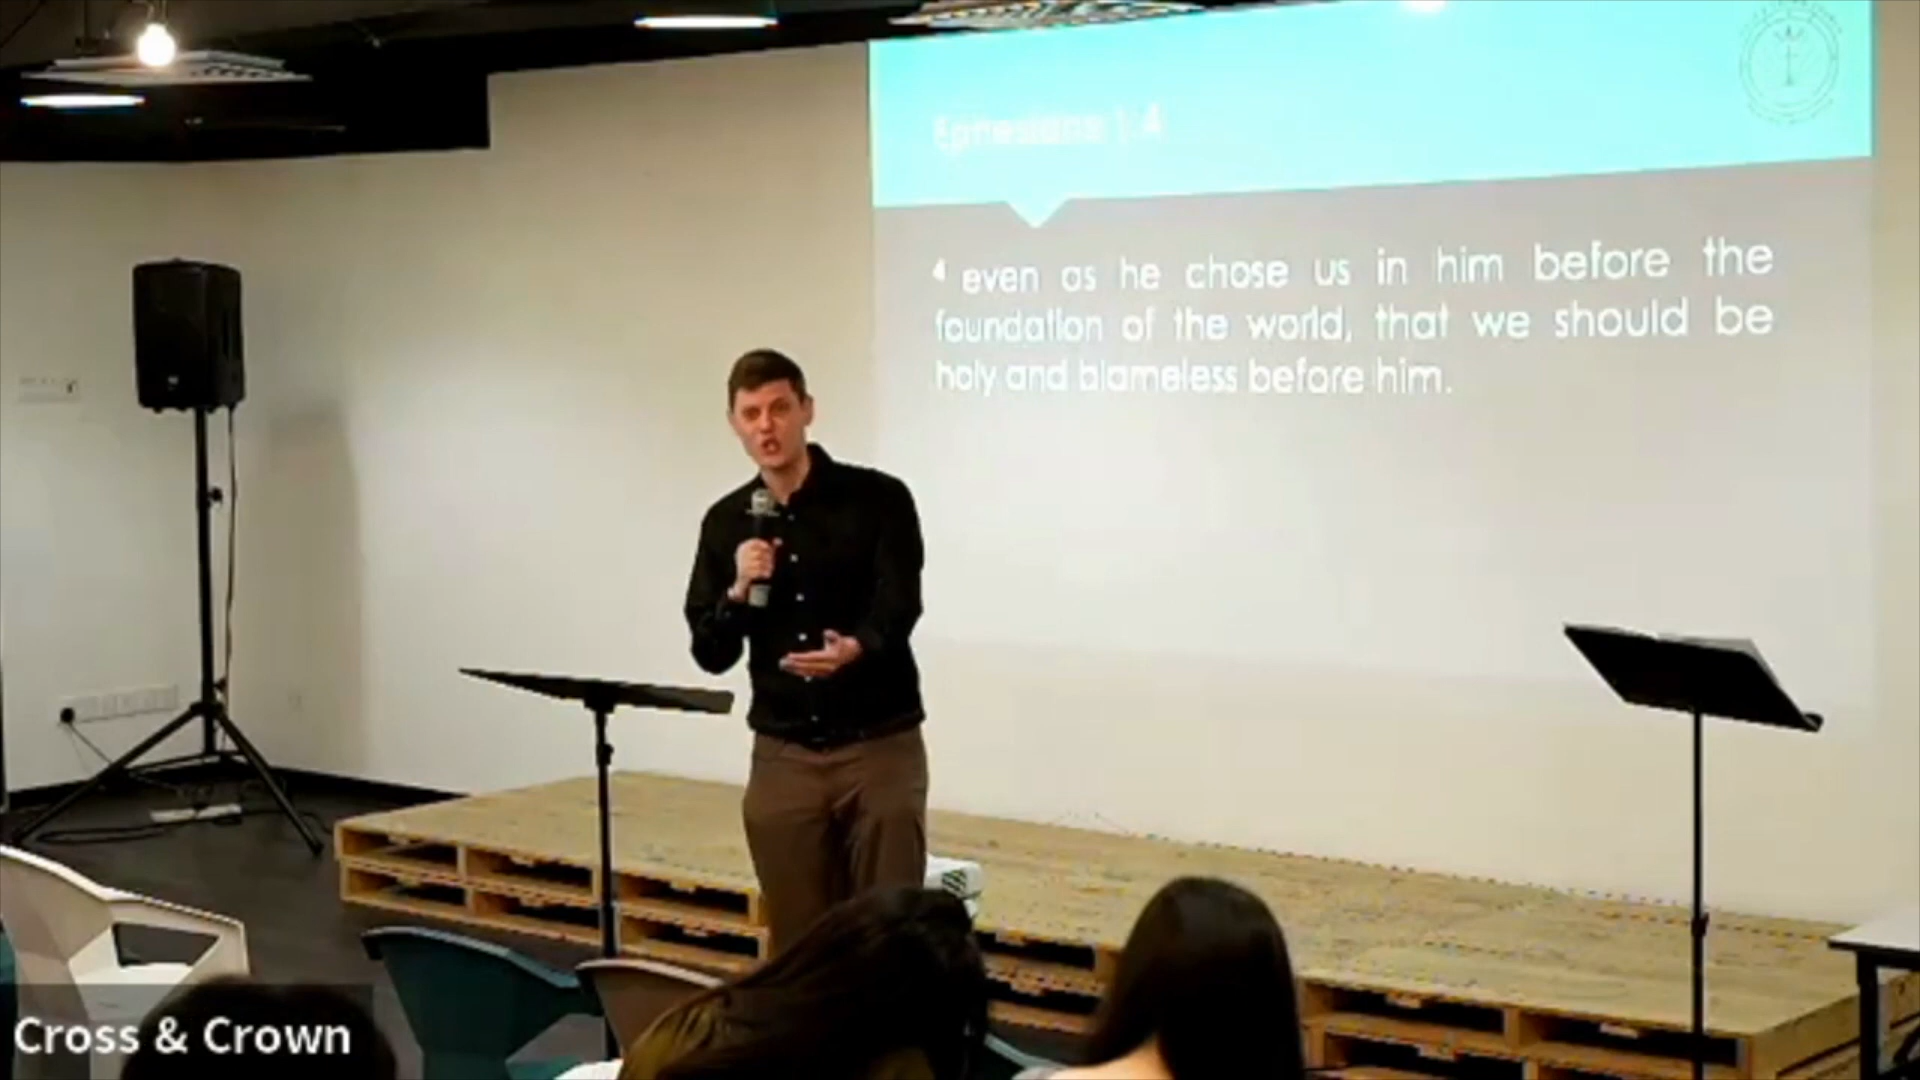 Ephesians 1:4
4 even as he chose us in him before the
foundation of the world, that we should be
holy and blameless before him.
Cross & Crown